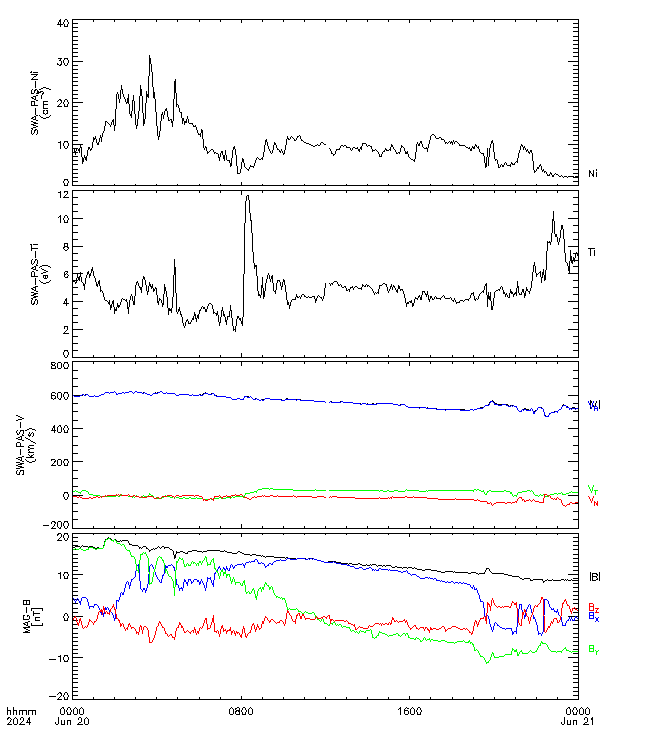 40
30
20
10
0
SWA-PAS-Ni
(cm-3)
Ni
12
10
8
6
4
2
0
SWA-PAS-Ti
(eV)
Ti
800
600
400
200
0
-200
SWA-PAS-V
(km/s)
VT
VN
20
10
0
-10
-20
MAG-B
[nT]
|B|
Bz
Bx
BY
hhmm 0000 0800 1600 0000
2024 Jun 20 Jun 21